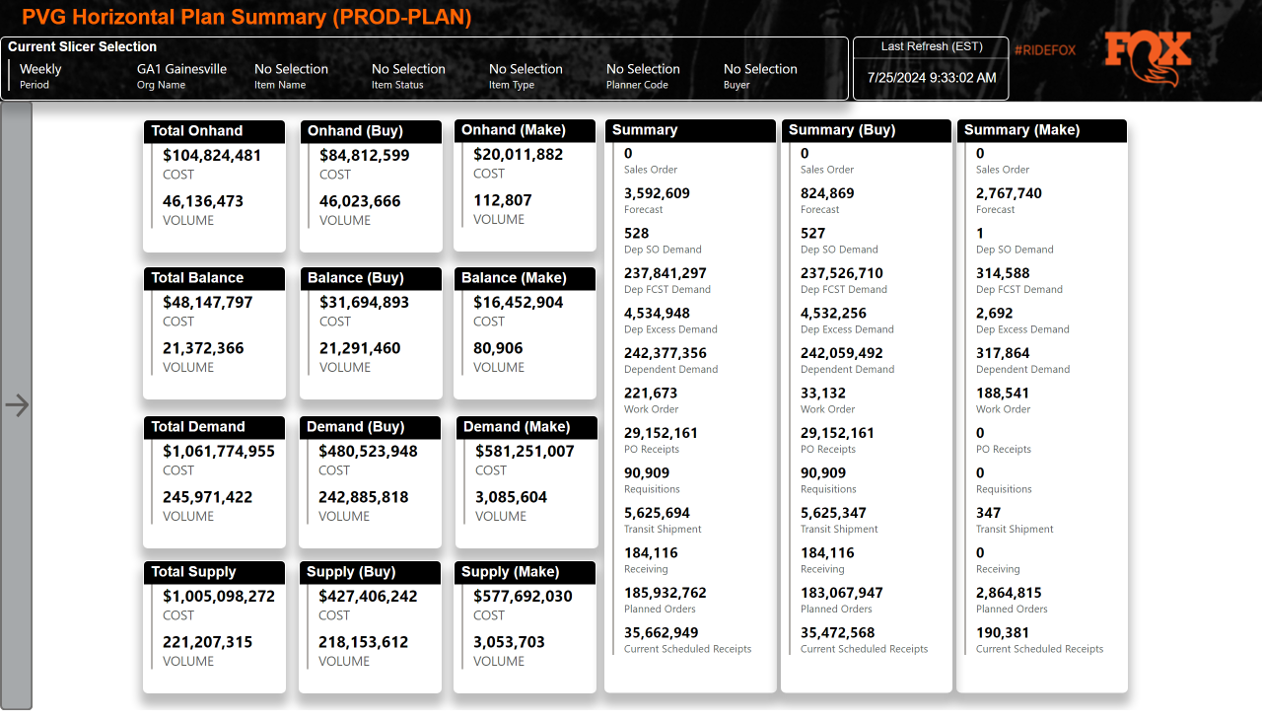 PVG Horizontal Plan Summary (PROD-PLAN)
Current Slicer Selection
Weekly
Period
GA1 Gainesville
Org Name
No Selection
Item Name
No Selection
Item Status
No Selection
Item Type
No Selection
Planner Code
No Selection
Buyer
Last Refresh (EST)
7/25/2024 9:33:02 AM
#RIDEFOX
FOX
Total Onhand
$104,824,481
COST
46,136,473
VOLUME
Onhand (Buy)
$84,812,599
COST
46,023,666
VOLUME
Onhand (Make)
$20,011,882
COST
112,807
VOLUME
Total Balance
$48,147,797
COST
21,372,366
VOLUME
Balance (Buy)
$31,694,893
COST
21,291,460
VOLUME
Balance (Make)
$16,452,904
COST
80,906
VOLUME
Total Demand
$1,061,774,955
COST
245,971,422
VOLUME
Demand (Buy)
$480,523,948
COST
242,885,818
VOLUME
Demand (Make)
$581,251,007
COST
3,085,604
VOLUME
Total Supply
$1,005,098,272
COST
221,207,315
VOLUME
Supply (Buy)
$427,406,242
COST
218,153,612
VOLUME
Supply (Make)
$577,692,030
COST
3,053,703
VOLUME
Summary
0
Sales Order
3,592,609
Forecast
528
Dep SO Demand
237,841,297
Dep FCST Demand
4,534,948
Dep Excess Demand
242,377,356
Dependent Demand
221,673
Work Order
29,152,161
PO Receipts
90,909
Requisitions
5,625,694
Transit Shipment
184,116
Receiving
185,932,762
Planned Orders
35,662,949
Current Scheduled Receipts
Summary (Buy)
0
Sales Order
824,869
Forecast
527
Dep SO Demand
237,526,710
Dep FCST Demand
4,532,256
Dep Excess Demand
242,059,492
Dependent Demand
33,132
Work Order
29,152,161
PO Receipts
90,909
Requisitions
5,625,347
Transit Shipment
184,116
Receiving
183,067,947
Planned Orders
35,472,568
Current Scheduled Receipts
Summary (Make)
0
Sales Order
2,767,740
Forecast
1
Dep SO Demand
314,588
Dep FCST Demand
2,692
Dep Excess Demand
317,864
Dependent Demand
188,541
Work Order
0
PO Receipts
0
Requisitions
347
Transit Shipment
0
Receiving
2,864,815
Planned Orders
190,381
Current Scheduled Receipts